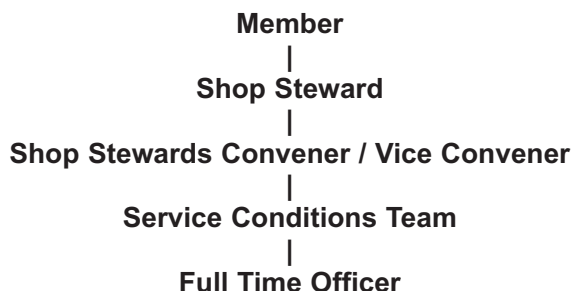 Member
|
Shop Steward
|
Shop Stewards Convener / Vice Convener
|
Service Conditions Team
|
Full Time Officer